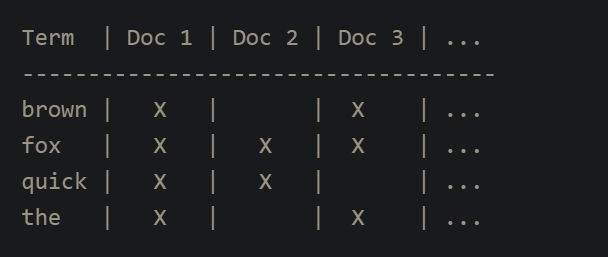 Term  | Doc 1 | Doc 2 | Doc 3 | ...
------------------------------------
brown |   X   |       |  X    | ...
fox   |   X   |   X   |  X    | ...
quick |   X   |   X   |       | ...
the   |   X   |       |  X    | ...